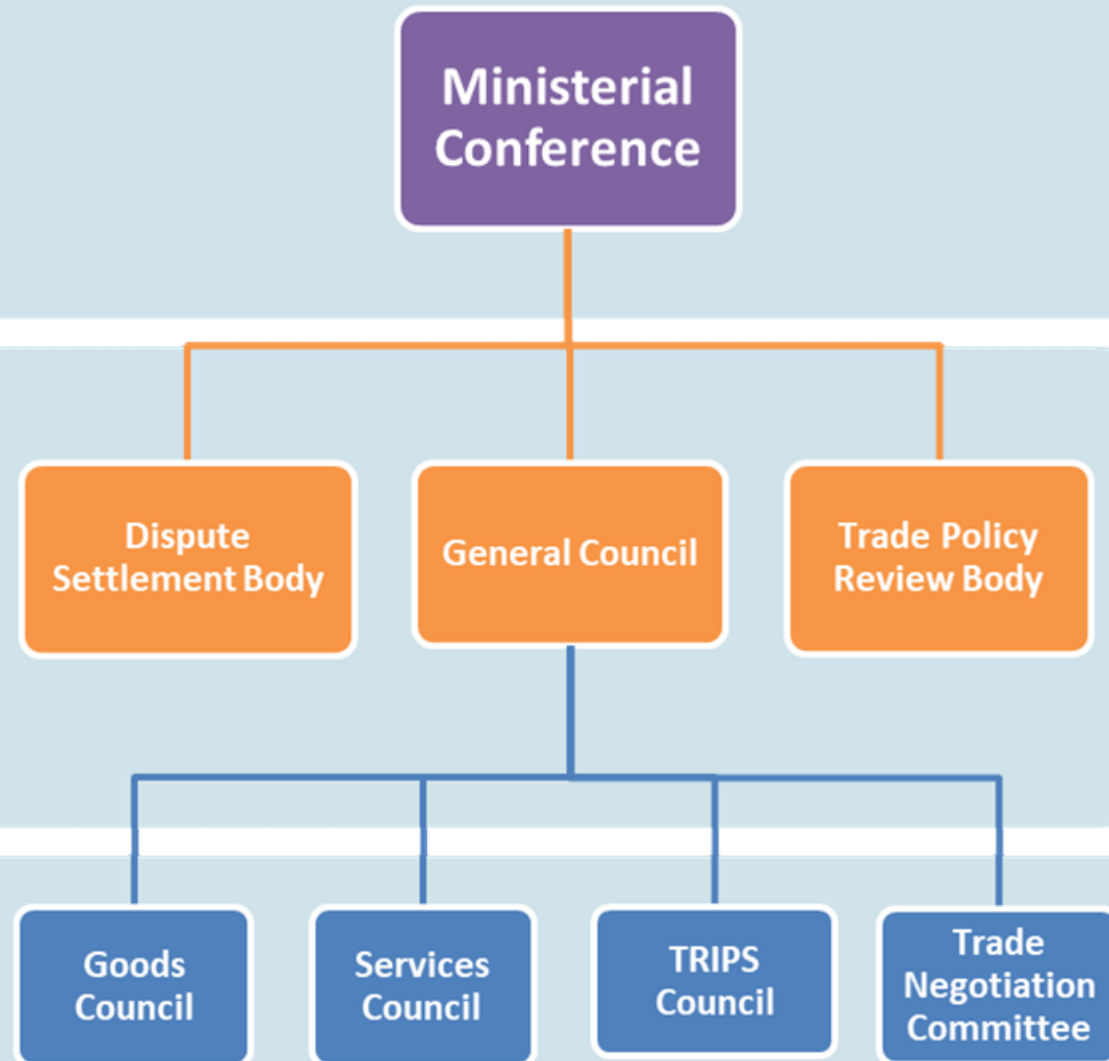 Ministerial
Conference
Dispute
Settlement Body
General Council
Trade Policy
Review Body
Goods
Council
Services
Council
TRIPS
Council
Trade
Negotiation
Committee